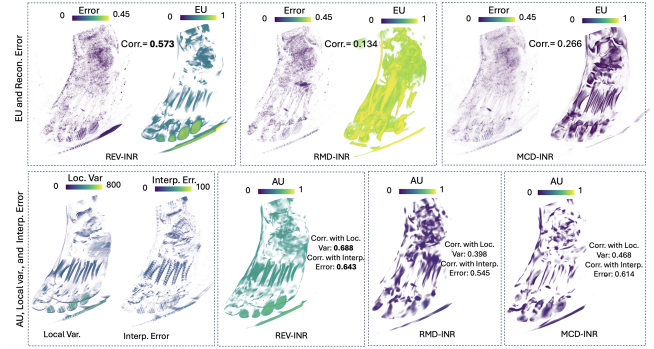 EU and Recon. Error
Error
0 0.45
EU
0 1
Corr.= 0.573
REV-INR
Error
0 0.45
EU
0 1
Corr.= 0.134
RMD-INR
Error
0 0.45
EU
0 1
Corr.= 0.266
MCD-INR
AU, Local var., and Interp. Error
Loc. Var
0 800
Interp. Err.
0 100
Local Var.
Interp. Error
AU
0 1
Corr. with Loc.
Var: 0.688
Corr. with Interp.
Error: 0.643
REV-INR
AU
0 1
Corr. with Loc.
Var: 0.398
Corr. with Interp.
Error: 0.545
RMD-INR
AU
0 1
Corr. with Loc.
Var: 0.468
Corr. with Interp.
Error: 0.614
MCD-INR